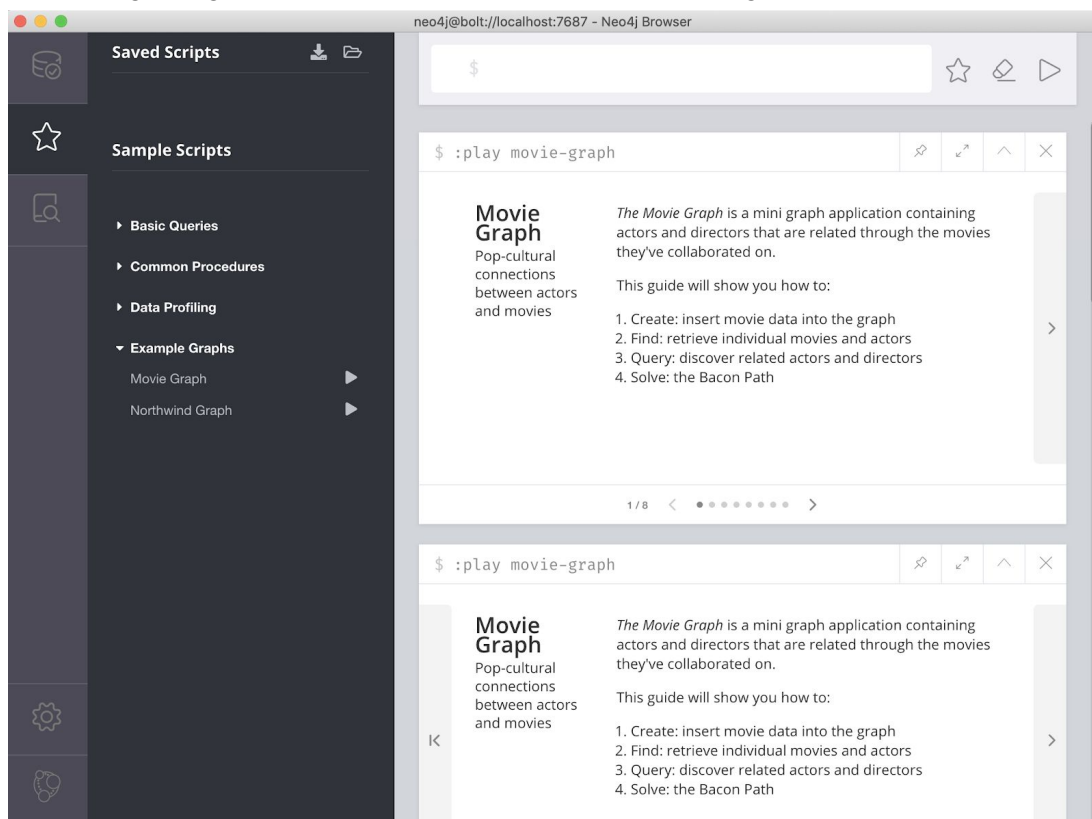 neo4j@bolt://localhost:7687 - Neo4j Browser
Saved Scripts
Sample Scripts
Basic Queries
Common Procedures
Data Profiling
Example Graphs
Movie Graph
Northwind Graph
$
$ :play movie-graph
Movie
Graph
Pop-cultural
connections
between actors
and movies
The Movie Graph is a mini graph application containing
actors and directors that are related through the movies
they've collaborated on.
This guide will show you how to:
1. Create: insert movie data into the graph
2. Find: retrieve individual movies and actors
3. Query: discover related actors and directors
4. Solve: the Bacon Path
1 / 8
$ :play movie-graph
Movie
Graph
Pop-cultural
connections
between actors
and movies
The Movie Graph is a mini graph application containing
actors and directors that are related through the movies
they've collaborated on.
This guide will show you how to:
1. Create: insert movie data into the graph
2. Find: retrieve individual movies and actors
3. Query: discover related actors and directors
4. Solve: the Bacon Path